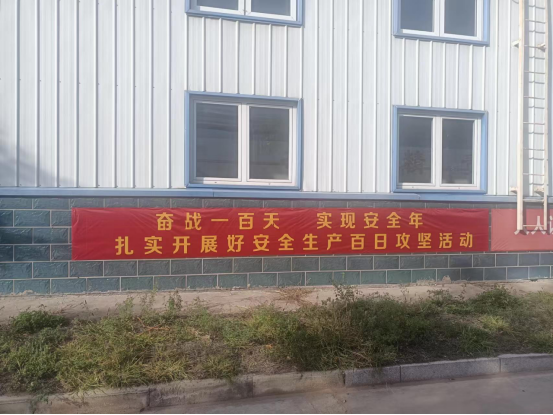 奋战一百天 实现安全年
扎实开展好安全生产百日攻坚活动
人